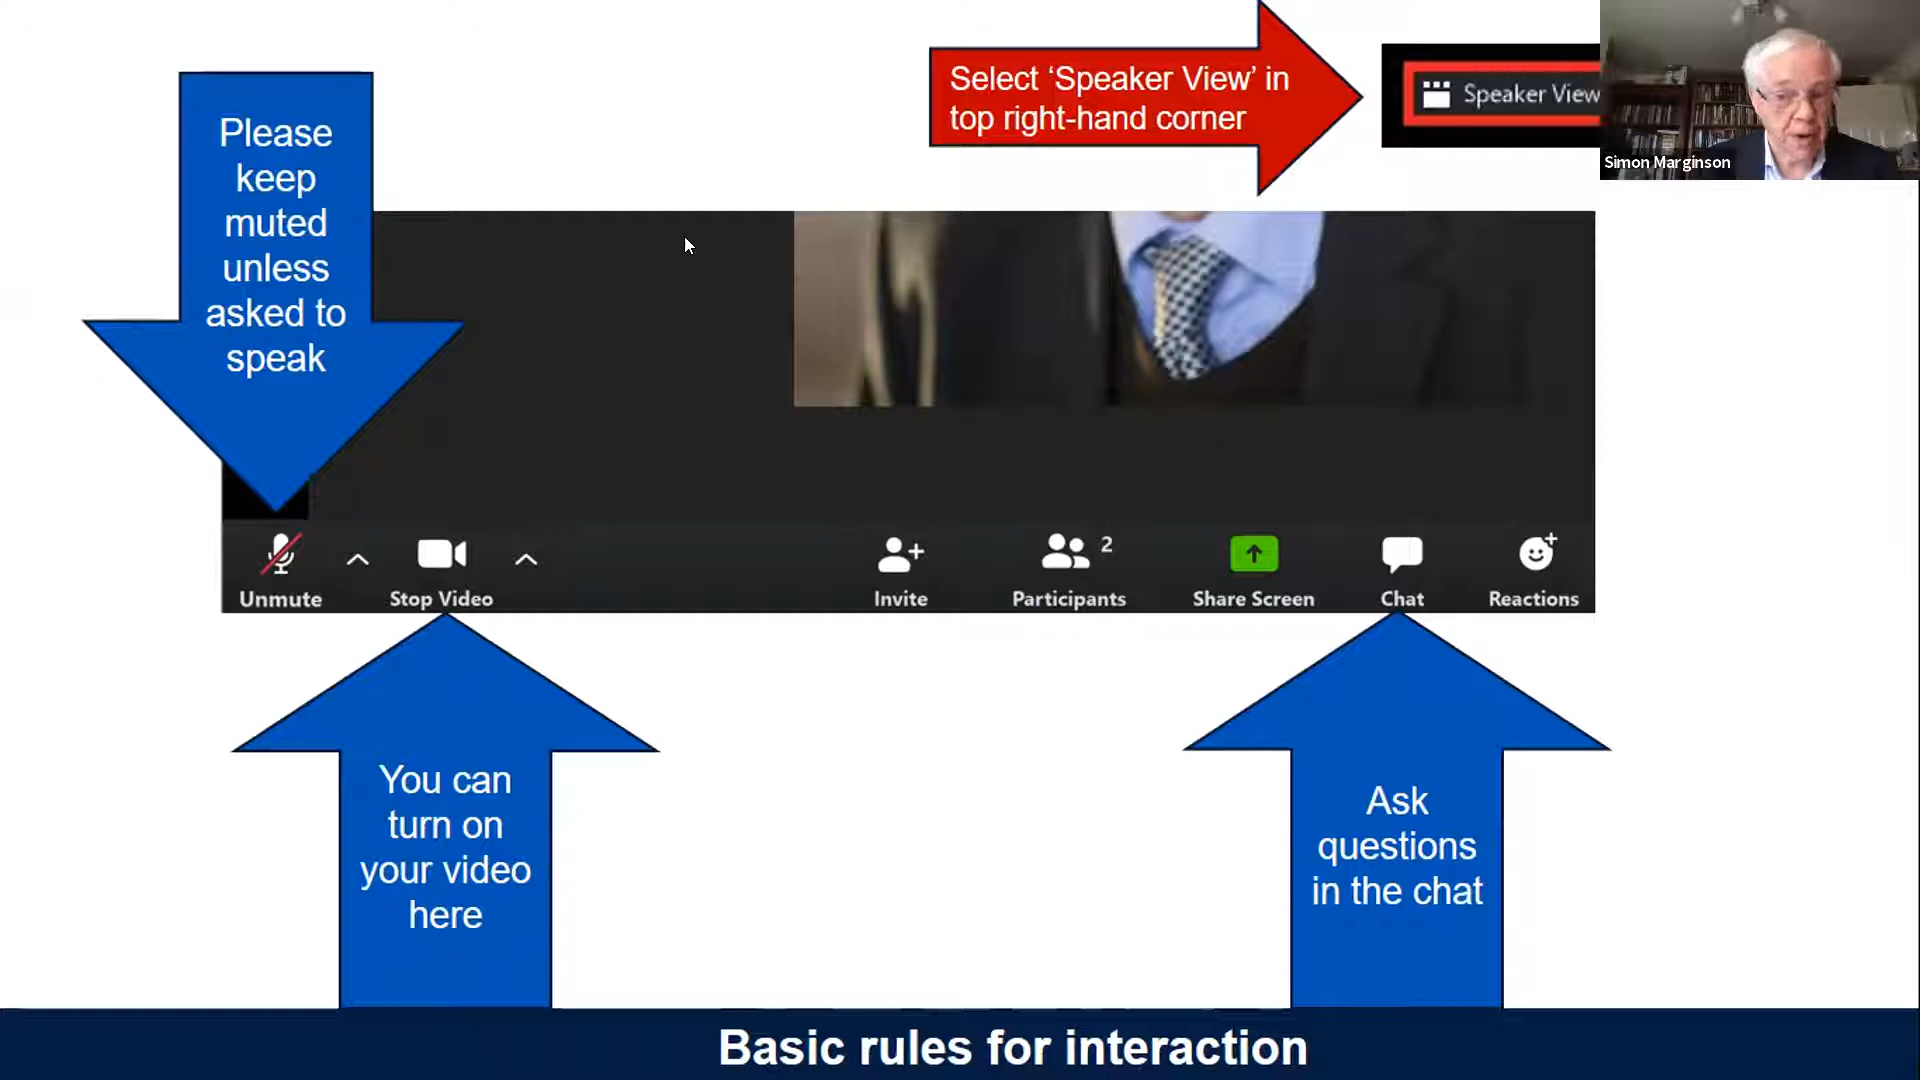 Select ‘Speaker View’ in
top right-hand corner
Speaker View
Simon Marginson
Please
keep
muted
unless
asked to
speak
2
Unmute
Stop Video
Invite
Participants
Share Screen
Chat
Reactions
You can
turn on
your video
here
Ask
questions
in the chat
Basic rules for interaction